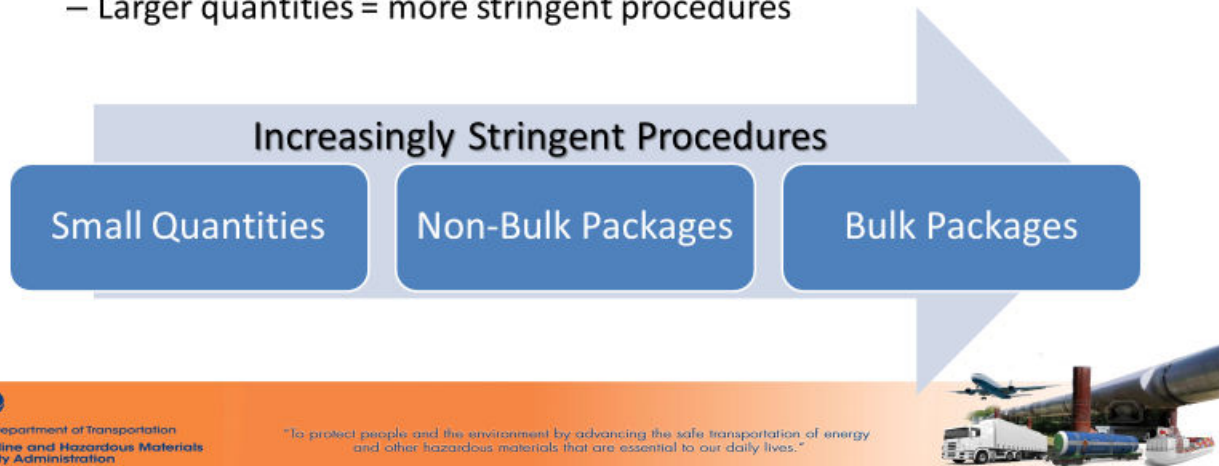 – Larger quantities = more stringent procedures
Increasingly Stringent Procedures
Small Quantities
Non-Bulk Packages
Bulk Packages
epartment of Transportation
line and Hazardous Materials
ty Administration
"To protect people and the environment by advancing the safe transportation of energy
and other hazardous materials that are essential to our daily lives."